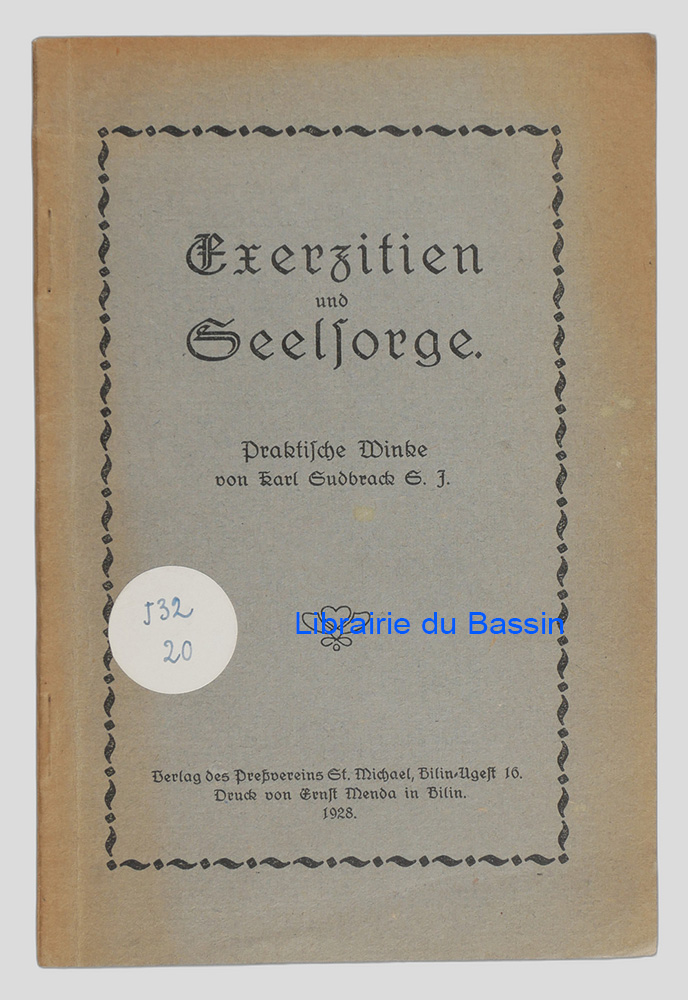 Exerzitien
und
Seelsorge.
Praktische Winke
von Karl Sudbrack S. J.
532
20
Librairie du Bassin
Verlag des Preßvereins St. Michael, Bilin-Ugest 16.
Druck von Ernst Menda in Bilin.
1928.